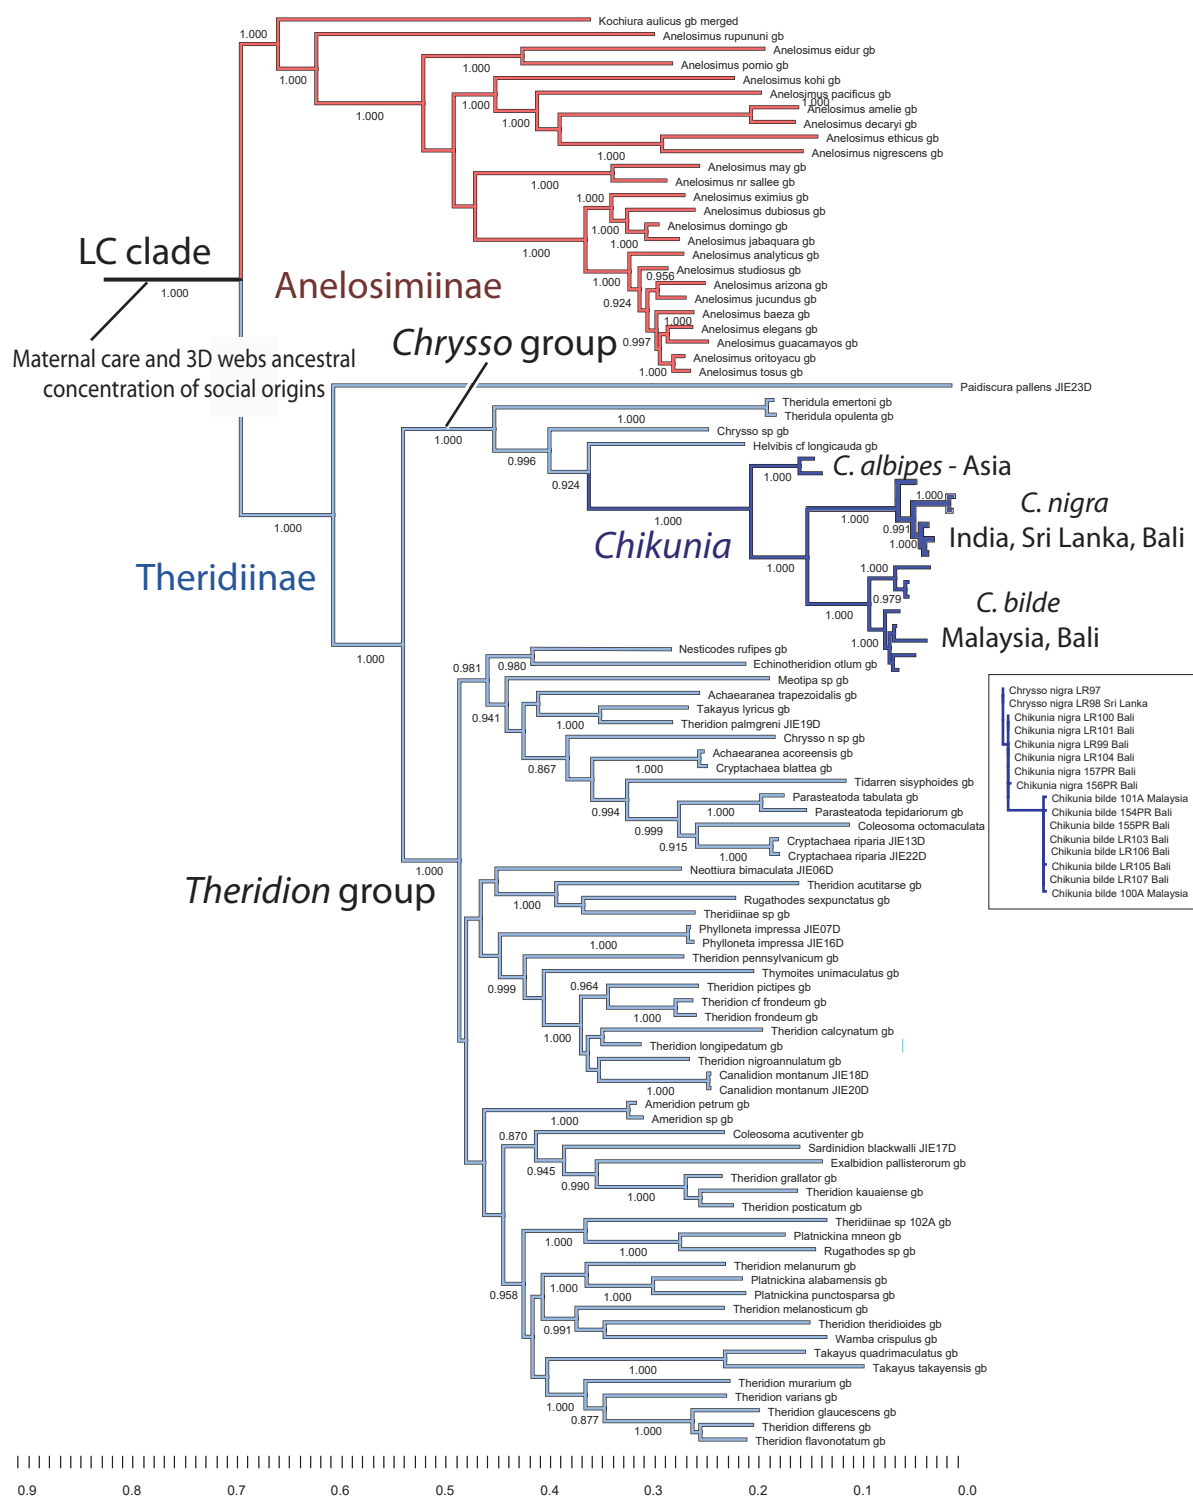 Kochiura aulicus gb merged
1.000
Anelosimus rupununi gb
Anelosimus eidur gb
1.000
Anelosimus pomio gb
1.000
Anelosimus kohi gb
Anelosimus pacificus gb
1.000
1.000
Anelosimus amelie gb
1.000
1.000
Anelosimus decaryi gb
Anelosimus ethicus gb
1.000
Anelosimus nigrescens gb
Anelosimus may gb
1.000
Anelosimus nr sallee gb
1.000
Anelosimus eximius gb
Anelosimus dubiosus gb
1.000
Anelosimus domingo gb
1.000
Anelosimus jabaquara gb
1.000
Anelosimus analyticus gb
LC clade
Anelosimus studiosus gb
1.000
0.956
Anelosimus arizona gb
1.000
Anelosimiinae
0.924
Anelosimus jucundus gb
Anelosimus baeza gb
1.000
Anelosimus elegans gb
Chrysso group
0.997
Anelosimus guacamayos gb
Anelosimus oritoyacu gb
1.000
Anelosimus tosus gb
Maternal care and 3D webs ancestral
concentration of social origins
Paidiscura pallens JIE23D
Theridula emertoni gb
1.000
Theridula opulenta gb
1.000
Chrysso sp gb
Helvibis cf longicauda gb
0.996
0.924
1.000
C. albipes - Asia
1.000
C. nigra
India, Sri Lanka, Bali
1.000
1.000
1.000
0.991
1.000
1.000
Chikunia
1.000
1.000
0.979
1.000
1.000
C. bilde
Malaysia, Bali
Theridiinae
1.000
Nesticodes rufipes gb
0.981
0.980
Echinotheridion otlum gb
Meotipa sp gb
Achaearanea trapezoidalis gb
0.941
Takayus lyricus gb
1.000
Theridion palmgreni JIE19D
Chrysso n sp gb
0.867
Achaearanea acoreensis gb
1.000
Cryptachaea blattea gb
Tidarren sisyphoides gb
Parasteatoda tabulata gb
0.994
1.000
Parasteatoda tepidariorum gb
0.999
Coleosoma octomaculata
0.915
Cryptachaea riparia JIE13D
1.000
Cryptachaea riparia JIE22D
Chrysso nigra LR97
Chrysso nigra LR98 Sri Lanka
Chikunia nigra LR100 Bali
Chikunia nigra LR101 Bali
Chikunia nigra LR99 Bali
Chikunia nigra LR104 Bali
Chikunia nigra 157PR Bali
Chikunia nigra 156PR Bali
Chikunia bilde 101A Malaysia
Chikunia bilde 154PR Bali
Chikunia bilde 155PR Bali
Chikunia bilde LR103 Bali
Chikunia bilde LR106 Bali
Chikunia bilde LR105 Bali
Chikunia bilde LR107 Bali
Chikunia bilde 100A Malaysia
1.000
Theridion group
Neottiura bimaculata JIE06D
Theridion acutitarse gb
1.000
Rugathodes sexpunctatus gb
Theridiinae sp gb
Phylloneta impressa JIE07D
1.000
Phylloneta impressa JIE16D
Theridion pennsylvanicum gb
0.999
Thymoites unimaculatus gb
0.964
Theridion pictipes gb
Theridion cf frondeum gb
1.000
Theridion frondeum gb
1.000
Theridion calcynatum gb
Theridion longipedatum gb
Theridion nigroannulatum gb
Canalidion montanum JIE18D
1.000
Canalidion montanum JIE20D
Ameridion petrum gb
1.000
Ameridion sp gb
0.870
Coleosoma acutiventer gb
Sardinidion blackwalli JIE17D
0.945
Exalbidion pallisterorum gb
0.990
Theridion grallator gb
1.000
Theridion kauaiense gb
Theridion posticatum gb
Theridiinae sp 102A gb
1.000
Platnickina mneon gb
1.000
Rugathodes sp gb
Theridion melanurum gb
1.000
Platnickina alabamensis gb
0.958
1.000
Platnickina punctosparsa gb
Theridion melanosticum gb
0.991
Theridion theridioides gb
Wamba crispulus gb
Takayus quadrimaculatus gb
1.000
Takayus takayensis gb
Theridion murarium gb
1.000
Theridion varians gb
0.877
Theridion glaucescens gb
1.000
Theridion differens gb
Theridion flavonotatum gb
0.9 0.8 0.7 0.6 0.5 0.4 0.3 0.2 0.1 0.0